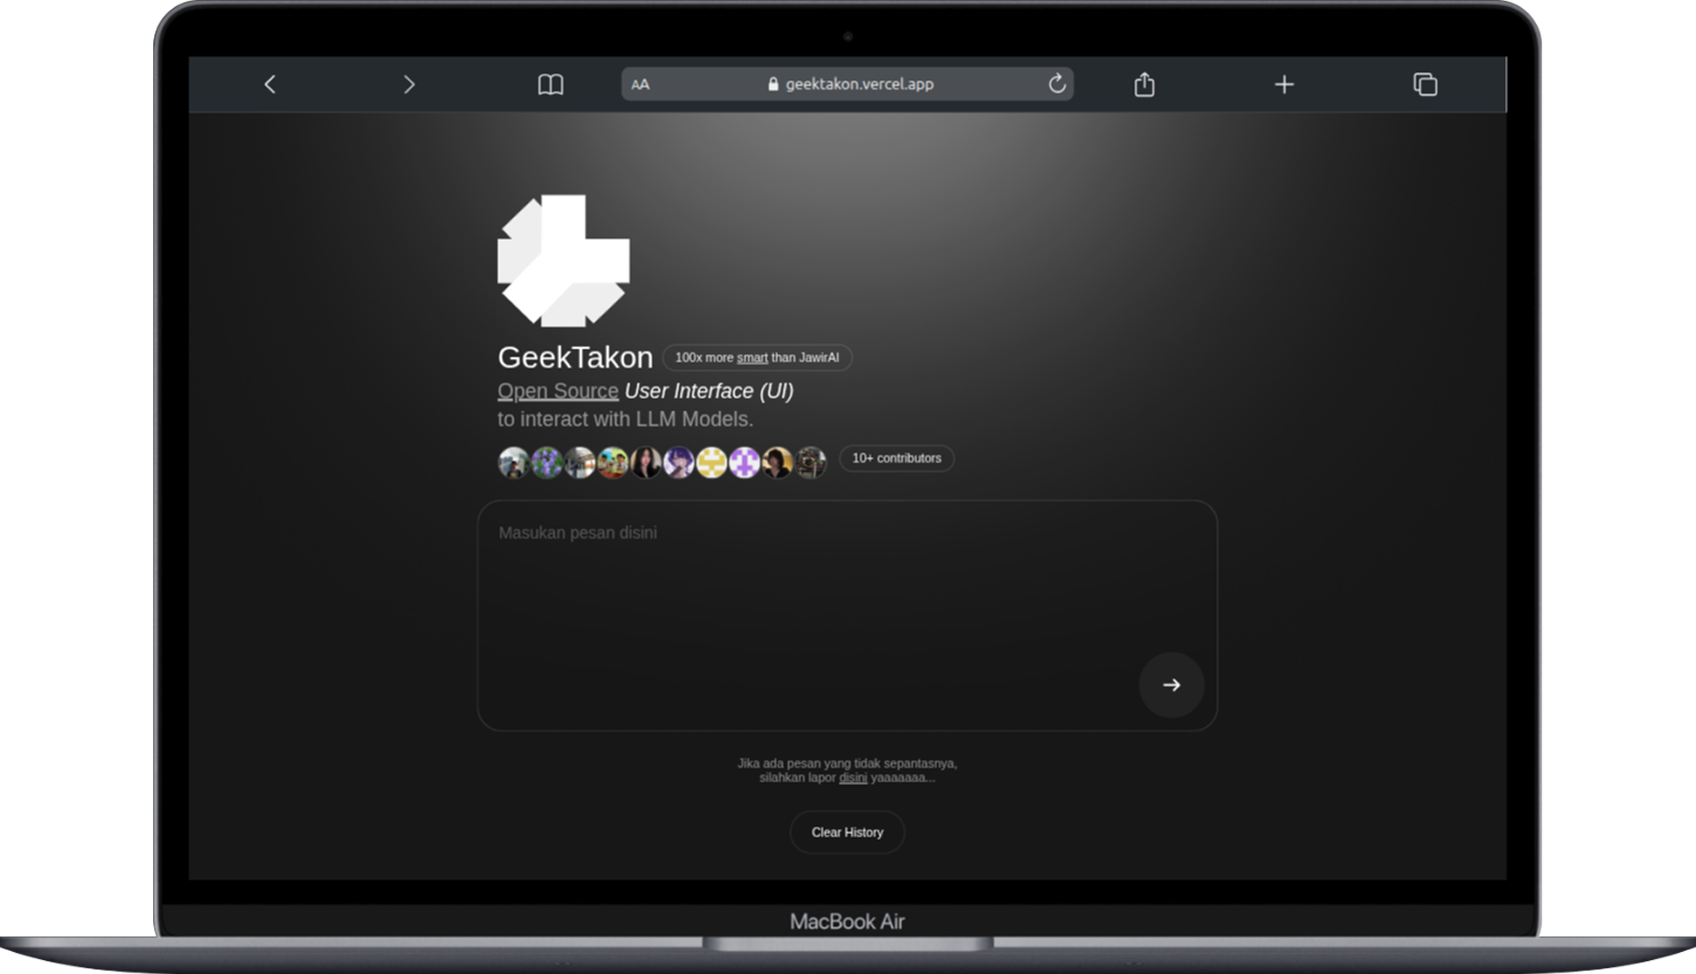 AA geektakon.vercel.app
GeekTakon 100x more smart than JawirAI
Open Source User Interface (UI)
to interact with LLM Models.
10+ contributors
Masukan pesan disini
Jika ada pesan yang tidak sepantasnya,
silahkan lapor disini yaaaaaaa...
Clear History
MacBook Air